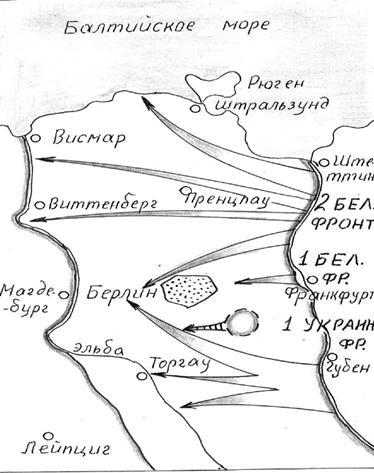 Балтийское море
Рюген
Штральзунд
Висмар
Ште-
ттин
Пренцлау
Виттенберг
2 БЕЛ.
ФРОНТ
1 БЕЛ.
ФР.
Франкфурт
Магде-
-бург
Берлин
1 УКРАИН
ФР.
Губен
Эльба
Торгау
Лейпциг